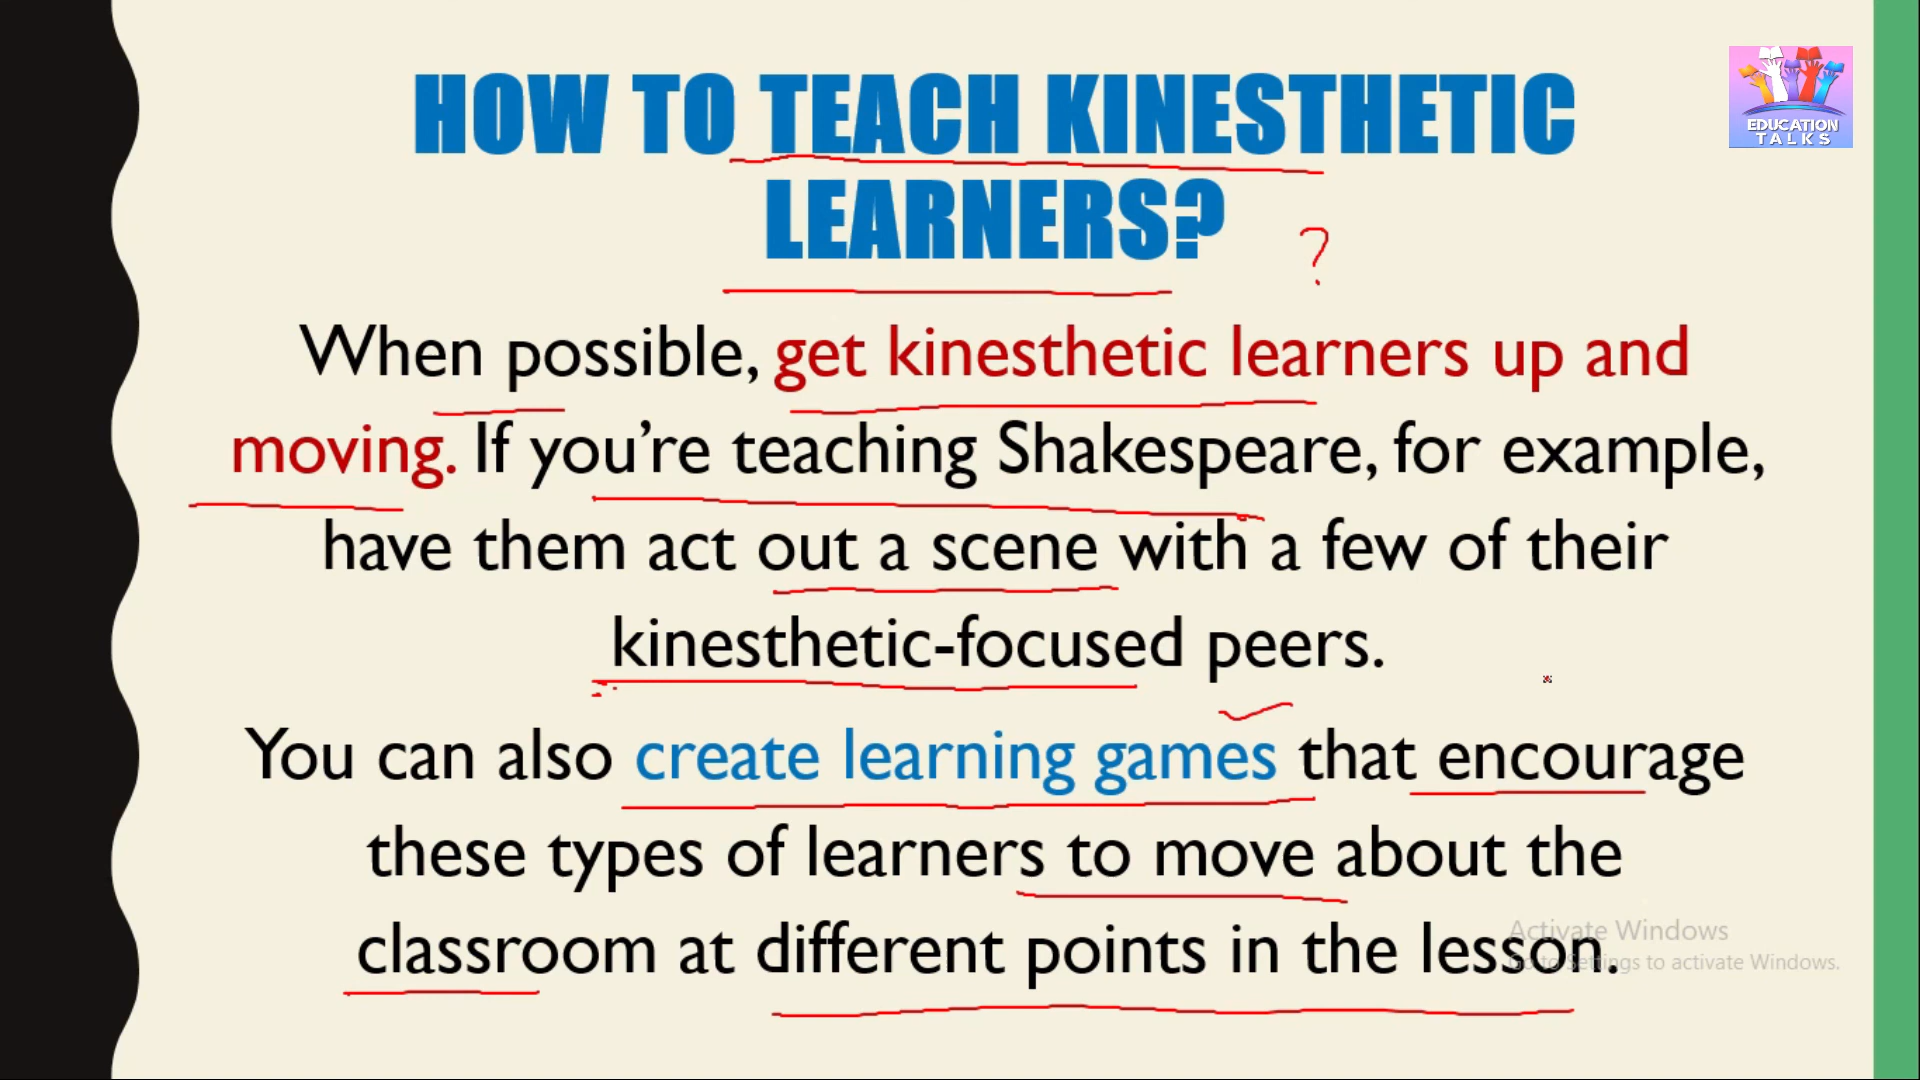 HOW TO TEACH KINESTHETIC
LEARNERS?
?
EDUCATION
TALKS
When possible, get kinesthetic learners up and
moving. If you’re teaching Shakespeare, for example,
have them act out a scene with a few of their
kinesthetic-focused peers.
You can also create learning games that encourage
these types of learners to move about the
classroom at different points in the lesson.
Activate Windows
Go to Settings to activate Windows.